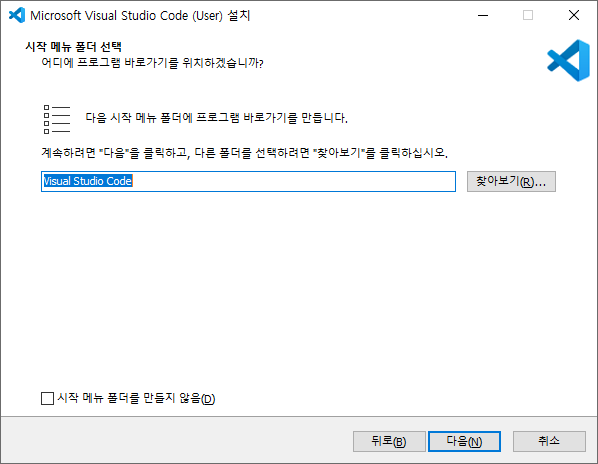 Microsoft Visual Studio Code (User) 설치
시작 메뉴 폴더 선택
어디에 프로그램 바로가기를 위치하겠습니까?
다음 시작 메뉴 폴더에 프로그램 바로가기를 만듭니다.
계속하려면 "다음"을 클릭하고, 다른 폴더를 선택하려면 "찾아보기"를 클릭하십시오.
Visual Studio Code 찾아보기(R)...
시작 메뉴 폴더를 만들지 않음(D)
뒤로(B) 다음(N) 취소